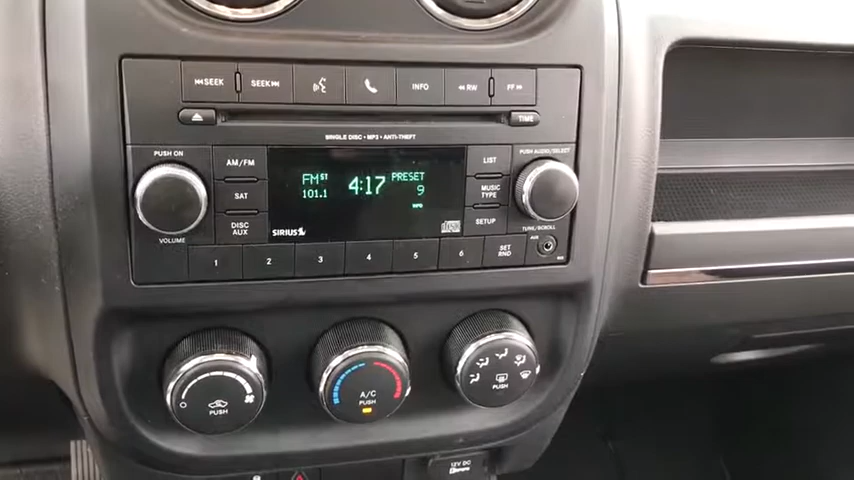 SEEK SEEK INFO RW FF
TIME
SINGLE DISC • MP3 • ANTI-THEFT
PUSH ON
AM/FM
SAT
DISC
AUX
VOLUME
FM ST
101.1
4:17
PRESET
9
SIRIUS
LIST
MUSIC
TYPE
SETUP
PUSH AUDIO/SELECT
TUNE/SCROLL
1 2 3 4 5 6 SET
RND
AUX
PUSH
A/C
PUSH
PUSH
12V DC